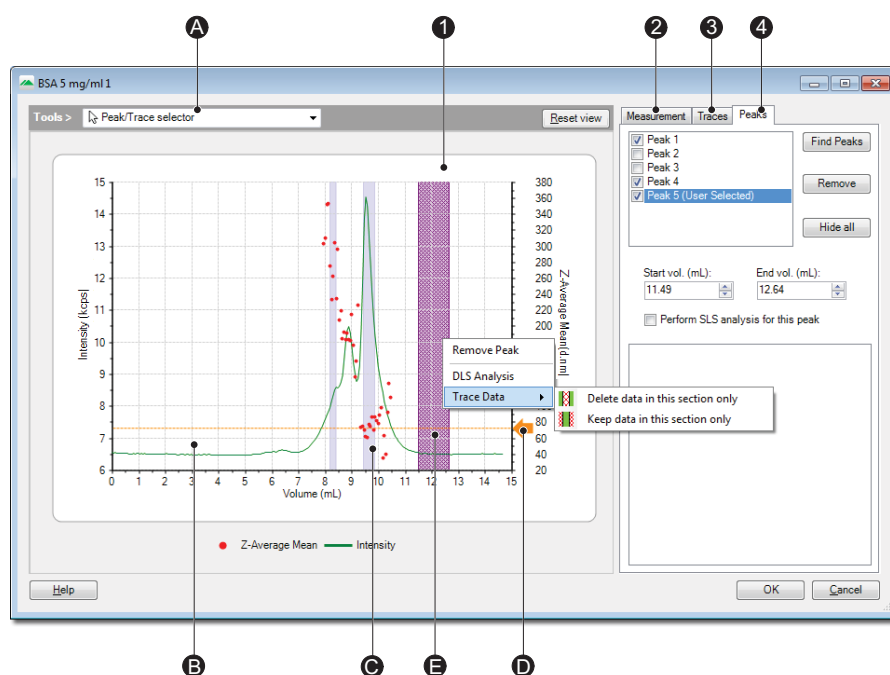 A 1 2 3 4
BSA 5 mg/ml 1
Tools > Peak/Trace selector Reset view
Measurement Traces Peaks
Peak 1
Peak 2
Peak 3
Peak 4
Peak 5 (User Selected)
Find Peaks
Remove
Hide all
Start vol. (mL): End vol. (mL):
11.49 12.64
Perform SLS analysis for this peak
15
14
13
12
11
10
9
8
7
6
Intensity [kcps]
0 1 2 3 4 5 6 7 8 9 10 11 12 13 14 15
Volume (mL)
380
360
340
320
300
280
260
240
220
200
80
60
40
20
Z-Average Mean[d.nm]
Remove Peak
DLS Analysis
Trace Data
Delete data in this section only
Keep data in this section only
Z-Average Mean Intensity
Help OK Cancel
B C E D